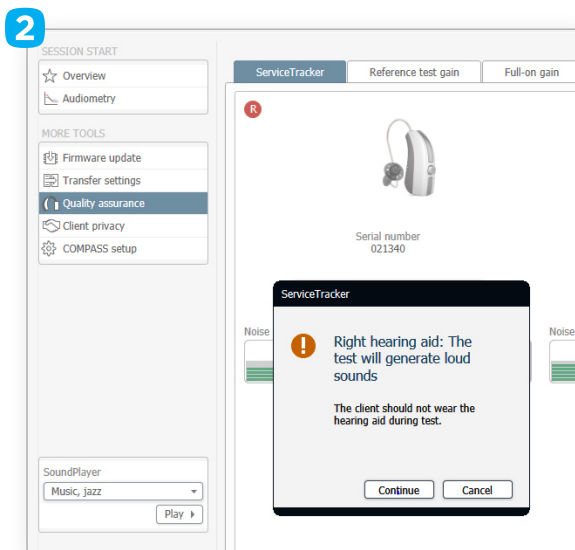 2
SESSION START
Overview
Audiometry
MORE TOOLS
Firmware update
Transfer settings
Quality assurance
Client privacy
COMPASS setup
SoundPlayer
Music, jazz
Play
ServiceTracker
Reference test gain
Full-on gain
R
Serial number
021340
Noise
Noise
ServiceTracker
!
Right hearing aid: The
test will generate loud
sounds
The client should not wear the
hearing aid during test.
Continue
Cancel